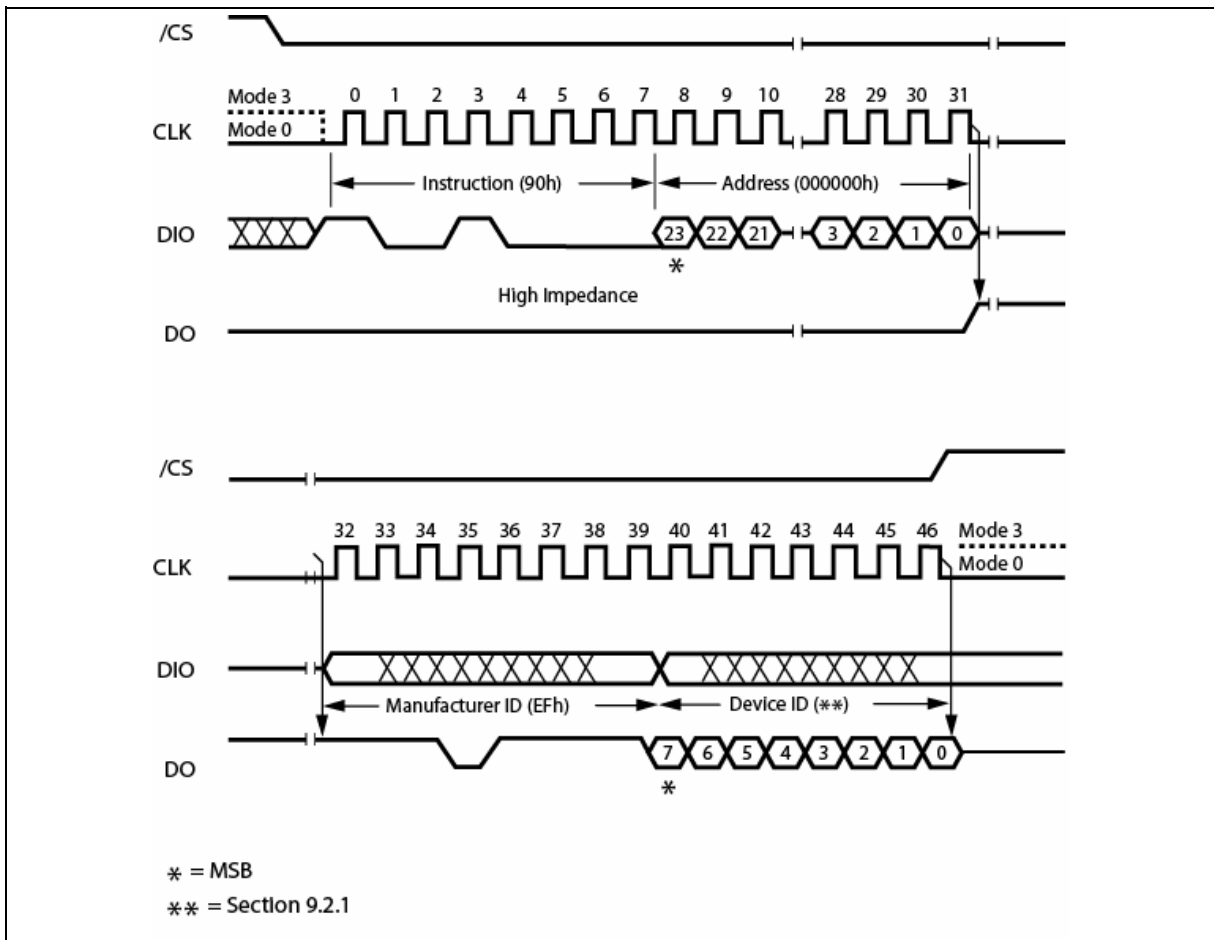 /CS
Mode 3
0 1 2 3 4 5 6 7 8 9 10 28 29 30 31
CLK
Mode 0
Instruction (90h)
Address (000000h)
DIO
23 22 21 3 2 1 0
*
High Impedance
DO
/CS
32 33 34 35 36 37 38 39 40 41 42 43 44 45 46
Mode 3
CLK
Mode 0
DIO
Manufacturer ID (EFh)
Device ID (**)
DO
7 6 5 4 3 2 1 0
*
* = MSB
** = Section 9.2.1